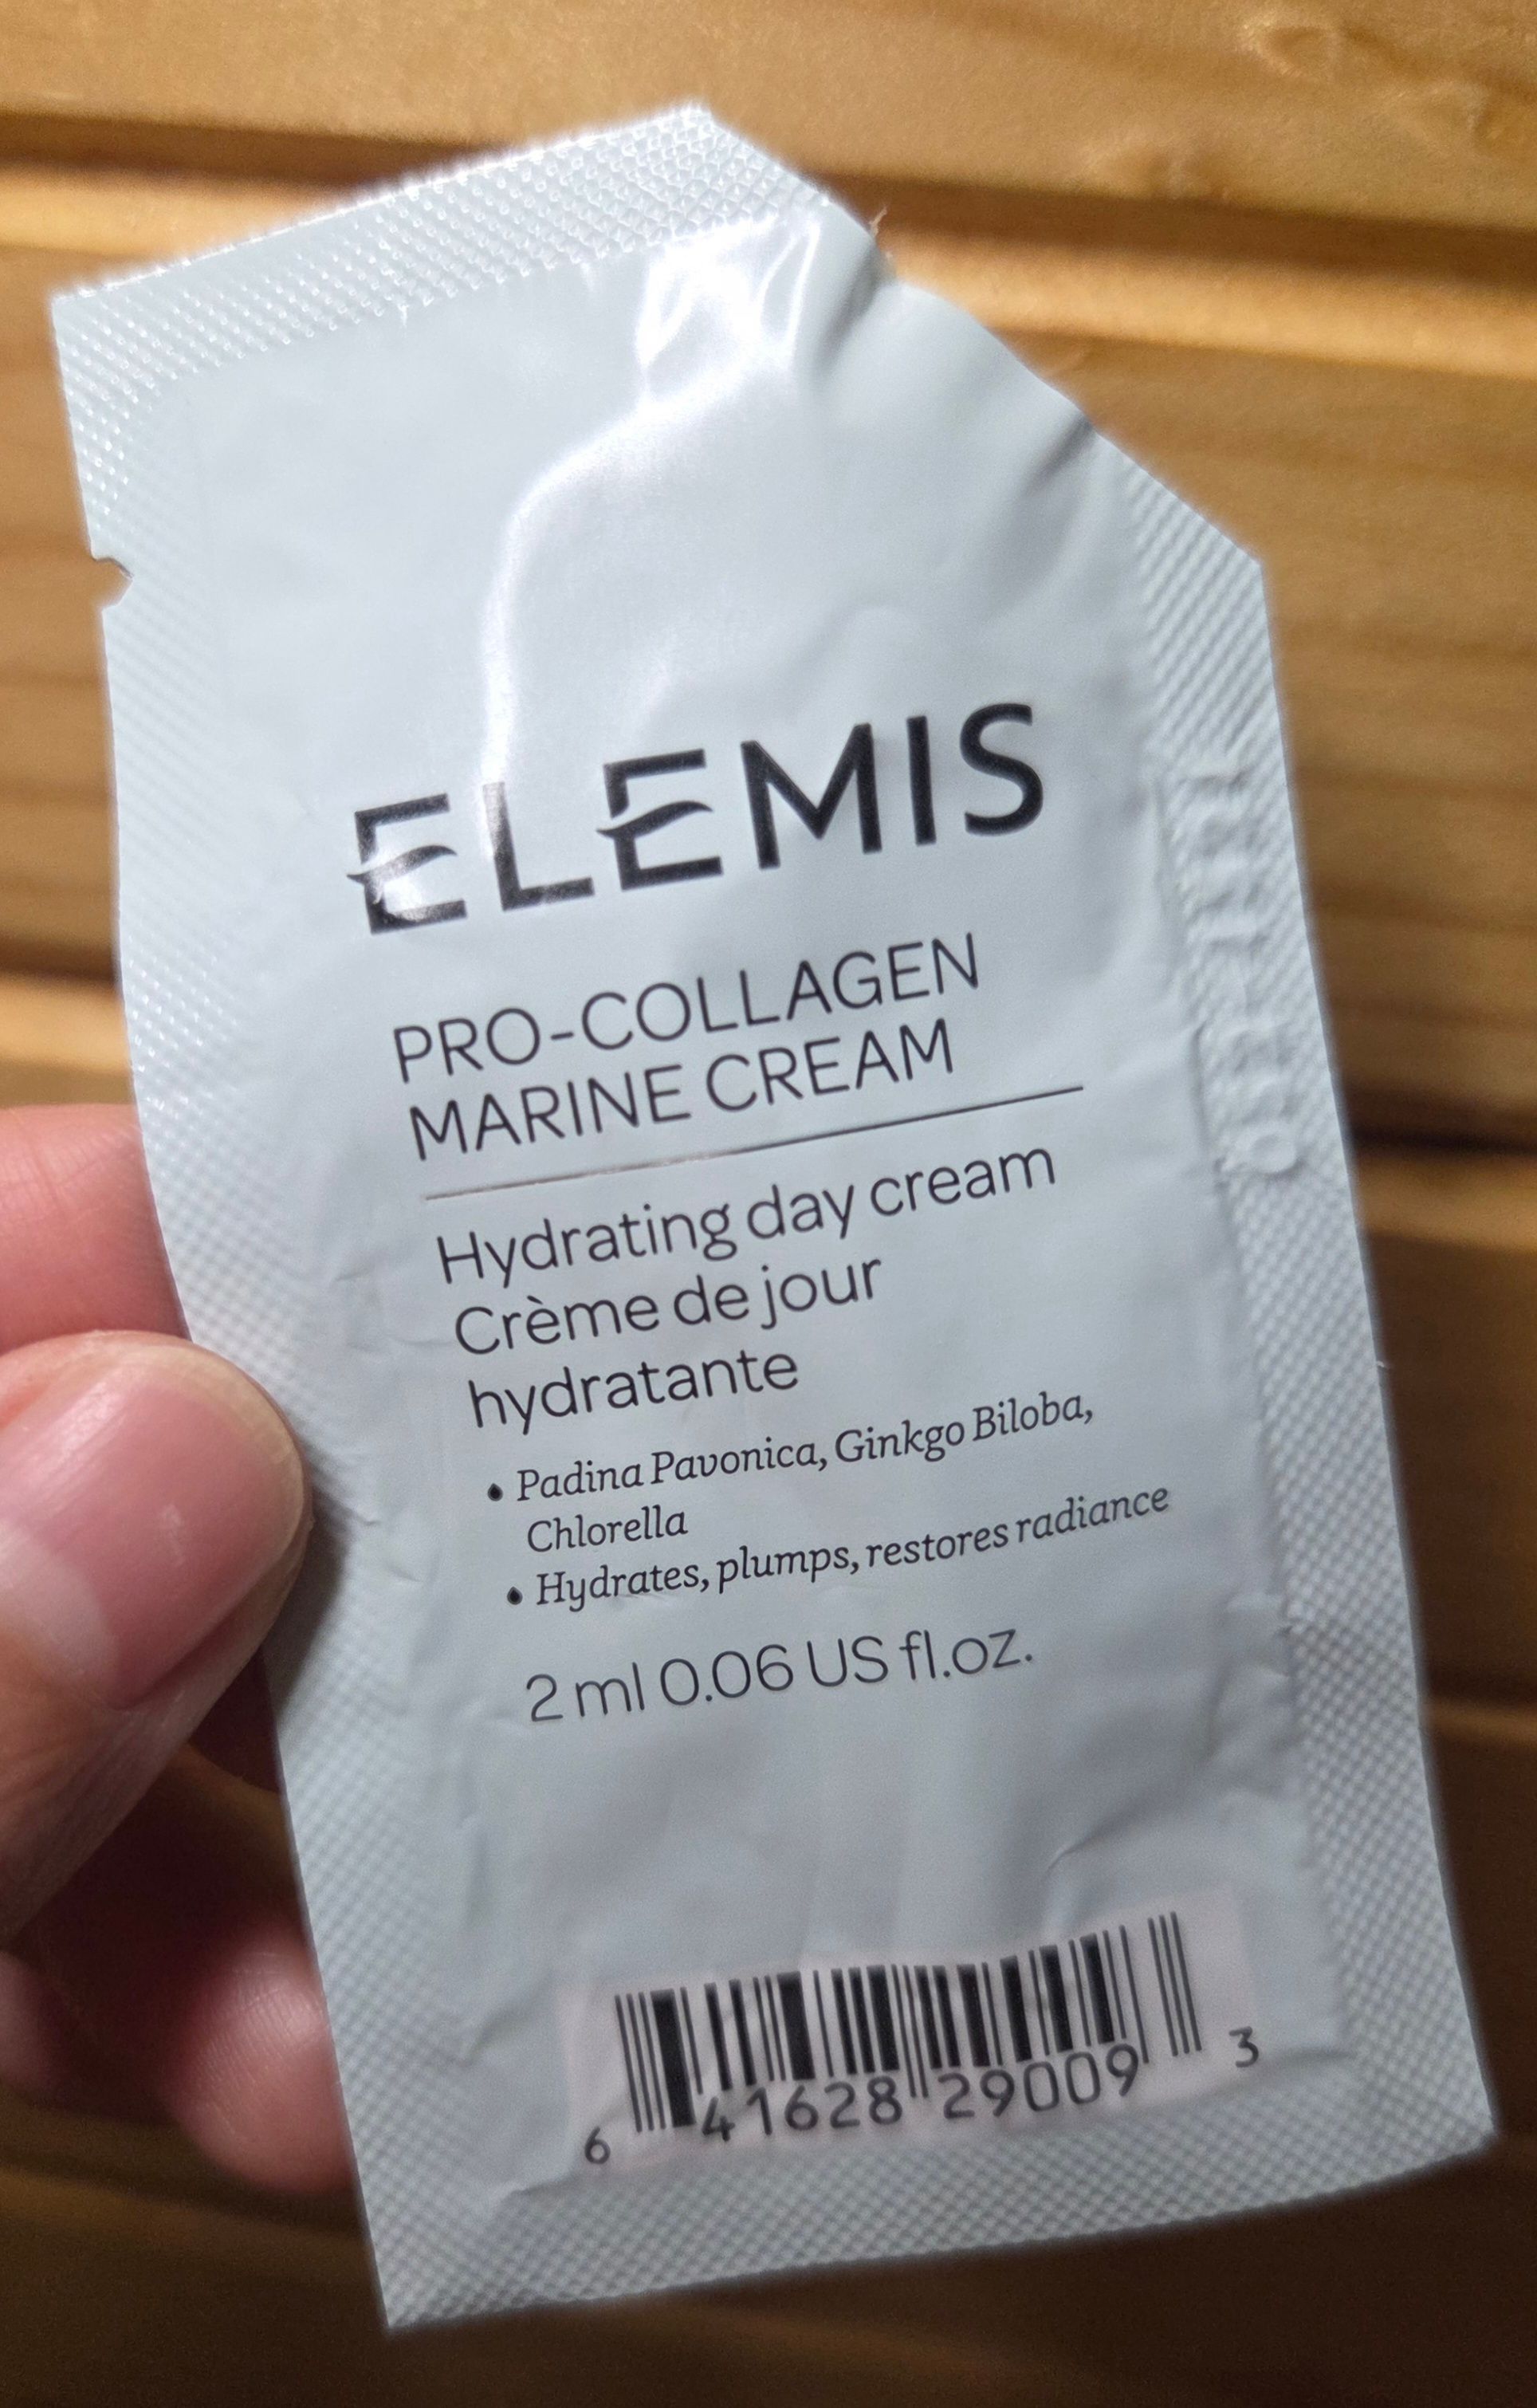 ELEMIS
PRO-COLLAGEN
MARINE CREAM
Hydrating day cream
Crème de jour
hydratante
• Padina Pavonica, Ginkgo Biloba,
Chlorella
• Hydrates, plumps, restores radiance
2 ml 0.06 US fl.oz.
6 41628 29009 3